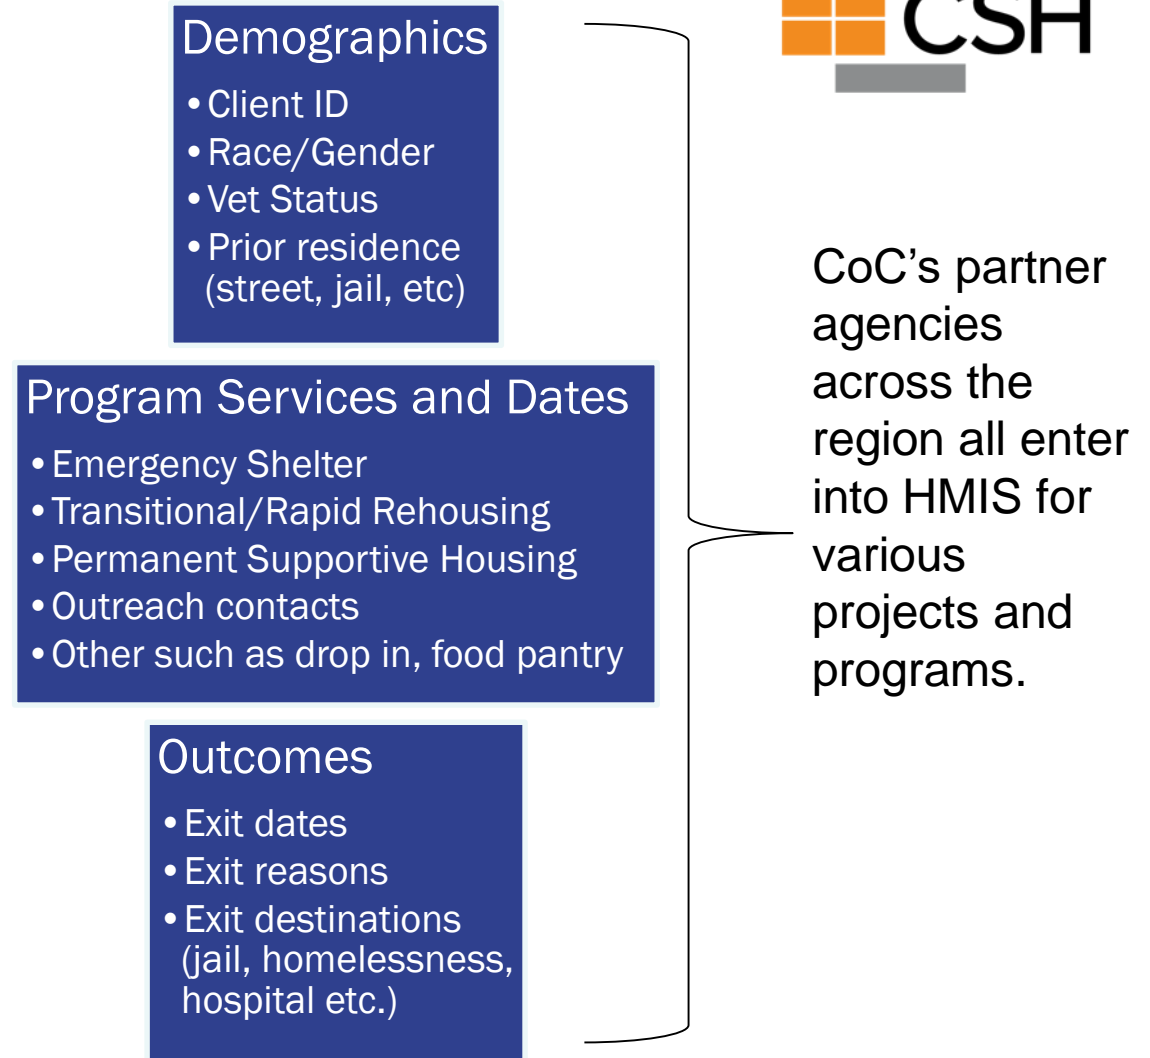 CSH
Demographics
• Client ID
• Race/Gender
• Vet Status
• Prior residence
(street, jail, etc)
Program Services and Dates
• Emergency Shelter
• Transitional/Rapid Rehousing
• Permanent Supportive Housing
• Outreach contacts
• Other such as drop in, food pantry
Outcomes
• Exit dates
• Exit reasons
• Exit destinations
(jail, homelessness,
hospital etc.)
CoC’s partner
agencies
across the
region all enter
into HMIS for
various
projects and
programs.